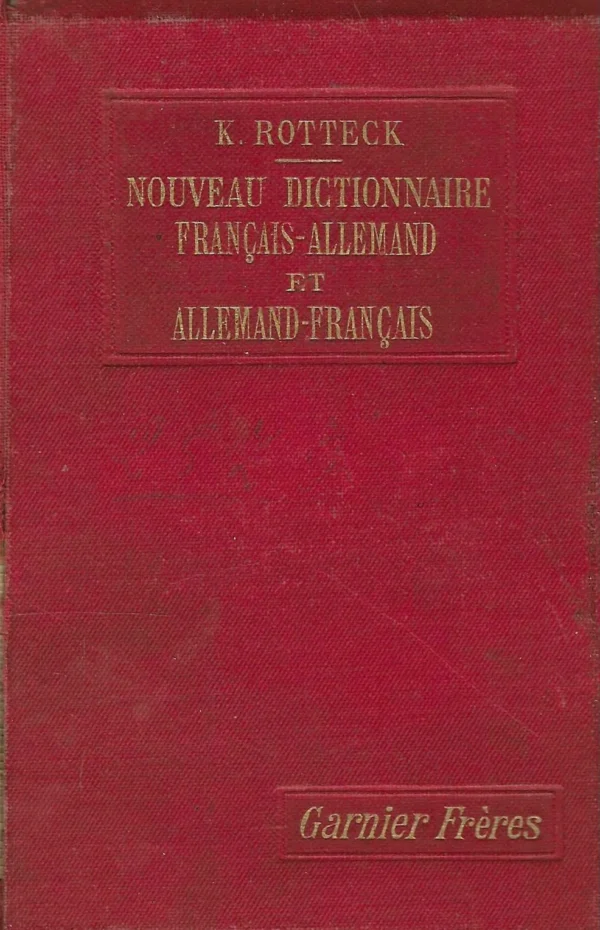 K. ROTTECK
NOUVEAU DICTIONNAIRE
FRANÇAIS-ALLEMAND
ET
ALLEMAND-FRANÇAIS
Garnier Frères